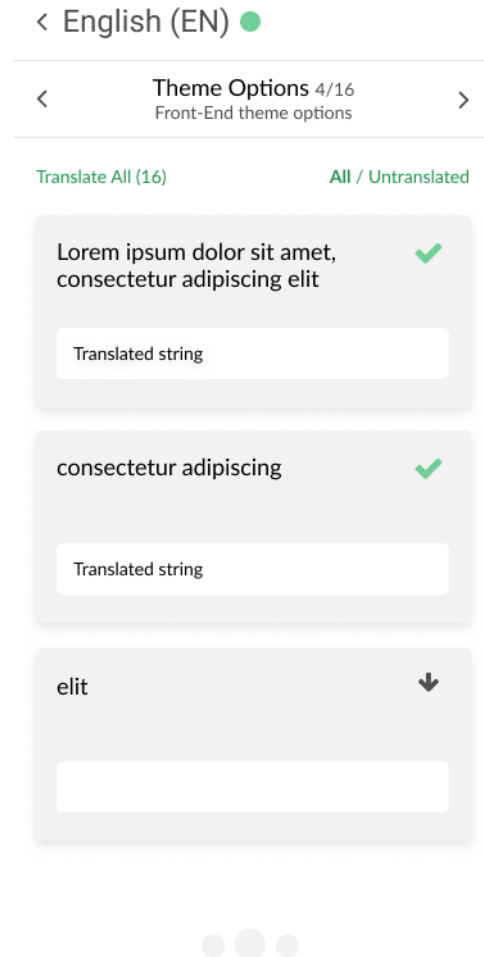 English (EN)
Theme Options 4/16
Front-End theme options
Translate All (16) All / Untranslated
Lorem ipsum dolor sit amet,
consectetur adipiscing elit
Translated string
consectetur adipiscing
Translated string
elit